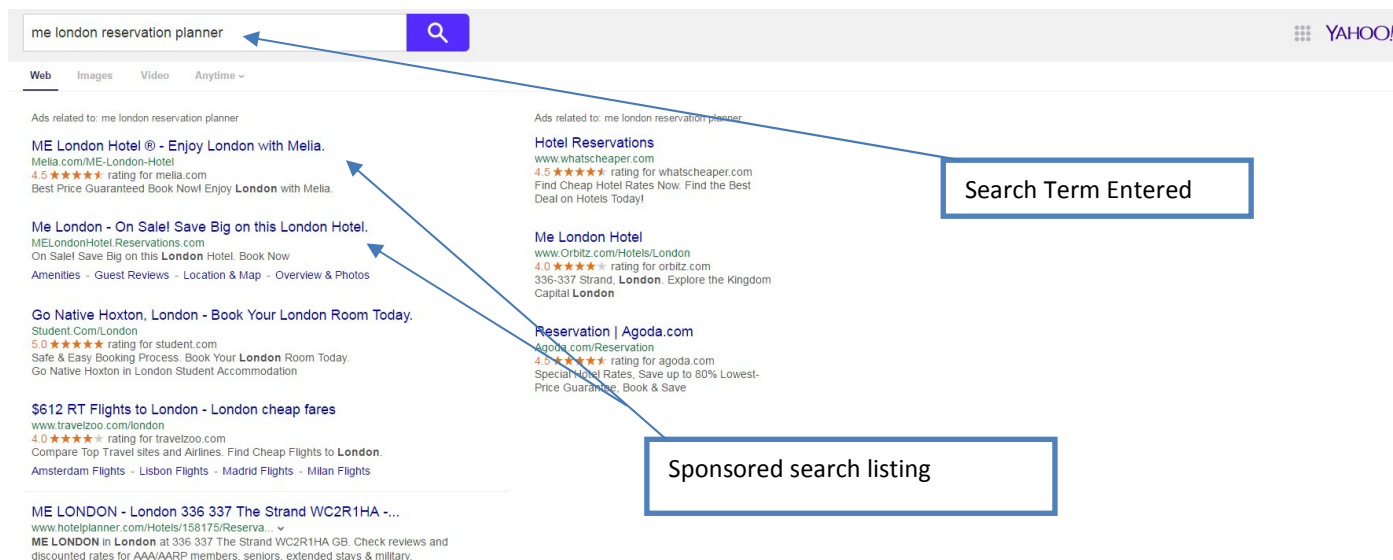 me london reservation planner
YAHOO!
Web Images Video Anytime
Ads related to: me london reservation planner
ME London Hotel ® - Enjoy London with Melia.
Melia.com/ME-London-Hotel
4.5 ★★★★★ rating for melia.com
Best Price Guaranteed Book Now! Enjoy London with Melia.
Me London - On Sale! Save Big on this London Hotel.
MELondonHotel.Reservations.com
On Sale! Save Big on this London Hotel. Book Now
Amenities - Guest Reviews - Location & Map - Overview & Photos
Go Native Hoxton, London - Book Your London Room Today.
Student.Com/London
5.0 ★★★★★ rating for student.com
Safe & Easy Booking Process. Book Your London Room Today.
Go Native Hoxton in London Student Accommodation
$612 RT Flights to London - London cheap fares
www.travelzoo.com/london
4.0 ★★★★★ rating for travelzoo.com
Compare Top Travel sites and Airlines. Find Cheap Flights to London.
Amsterdam Flights - Lisbon Flights - Madrid Flights - Milan Flights
ME LONDON - London 336 337 The Strand WC2R1HA -...
www.hotelplanner.com/Hotels/158175/Reserva...
ME LONDON in London at 336 337 The Strand WC2R1HA GB. Check reviews and
discounted rates for AAA/AARP members, seniors, extended stays & military.
Ads related to: me london reservation planner
Hotel Reservations
www.whatscheaper.com
4.5 ★★★★★ rating for whatscheaper.com
Find Cheap Hotel Rates Now. Find the Best
Deal on Hotels Today!
Me London Hotel
www.Orbitz.com/Hotels/London
4.0 ★★★★★ rating for orbitz.com
336-337 Strand, London. Explore the Kingdom
Capital London
Reservation | Agoda.com
Agoda.com/Reservation
4.5 ★★★★★ rating for agoda.com
Special Hotel Rates, Save up to 80% Lowest-
Price Guarantee, Book & Save
Search Term Entered
Sponsored search listing